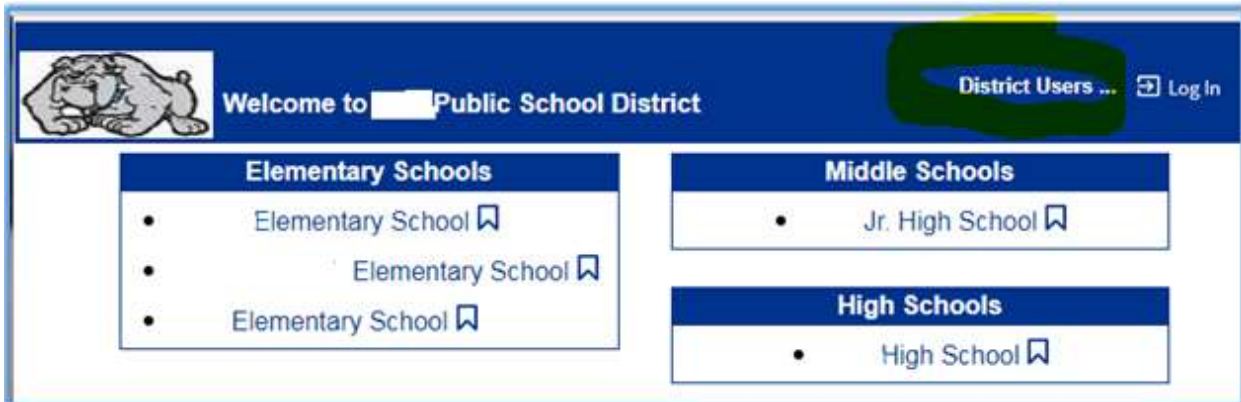 District Users ... Log In
Welcome to Public School District
Elementary Schools
Elementary School
Elementary School
Elementary School
Middle Schools
Jr. High School
High Schools
High School